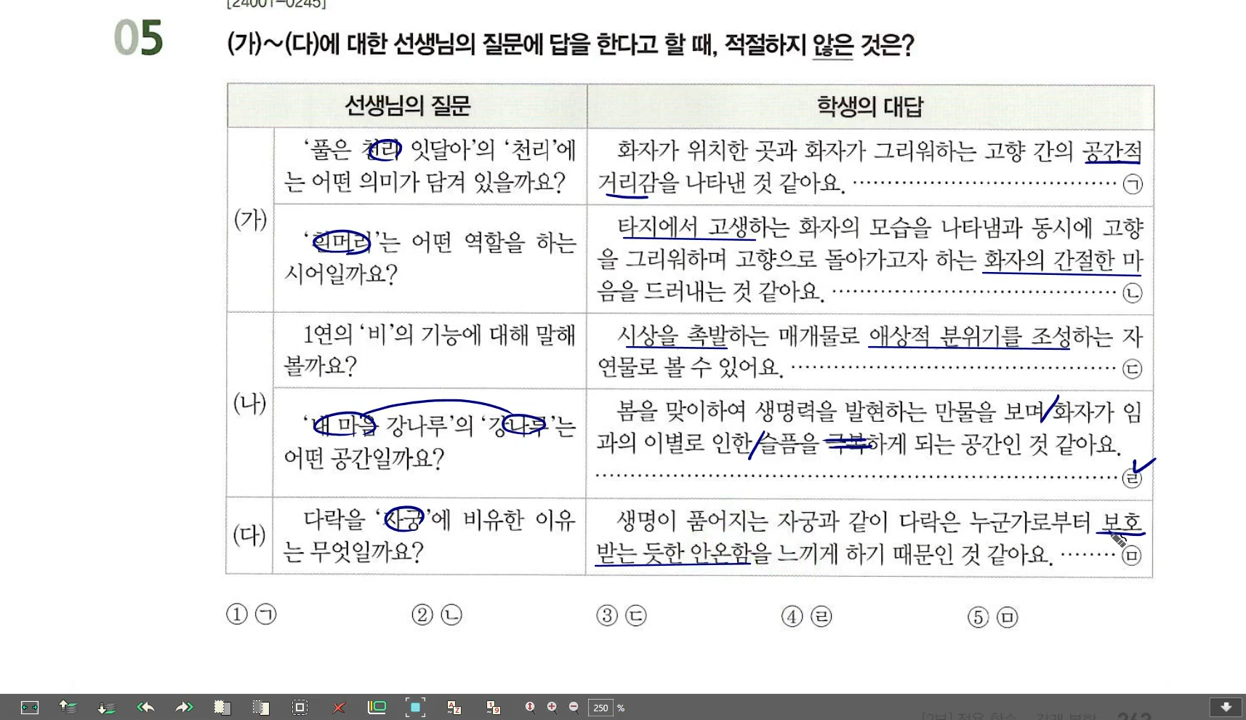 [24001-0245]
05
(가)~(다)에 대한 선생님의 질문에 답을 한다고 할 때, 적절하지 않은 것은?
선생님의 질문
학생의 대답
(가)
‘풀은 천리 잇달아’의 ‘천리’에
는 어떤 의미가 담겨 있을까요?
화자가 위치한 곳과 화자가 그리워하는 고향 간의 공간적
거리감을 나타낸 것 같아요. ㉠
‘흰머리’는 어떤 역할을 하는
시어일까요?
타지에서 고생하는 화자의 모습을 나타냄과 동시에 고향
을 그리워하며 고향으로 돌아가고자 하는 화자의 간절한 마
음을 드러내는 것 같아요. ㉡
(나)
1연의 ‘비’의 기능에 대해 말해
볼까요?
시상을 촉발하는 매개물로 애상적 분위기를 조성하는 자
연물로 볼 수 있어요. ㉢
‘내 마음 강나루’의 ‘강나루’는
어떤 공간일까요?
봄을 맞이하여 생명력을 발현하는 만물을 보며 화자가 임
과의 이별로 인한 슬픔을 극복하게 되는 공간인 것 같아요.
㉣
(다)
다락을 ‘자궁’에 비유한 이유
는 무엇일까요?
생명이 품어지는 자궁과 같이 다락은 누군가로부터 보호
받는 듯한 안온함을 느끼게 하기 때문인 것 같아요. ㉤
① ㉠
② ㉡
③ ㉢
④ ㉣
⑤ ㉤
250 %